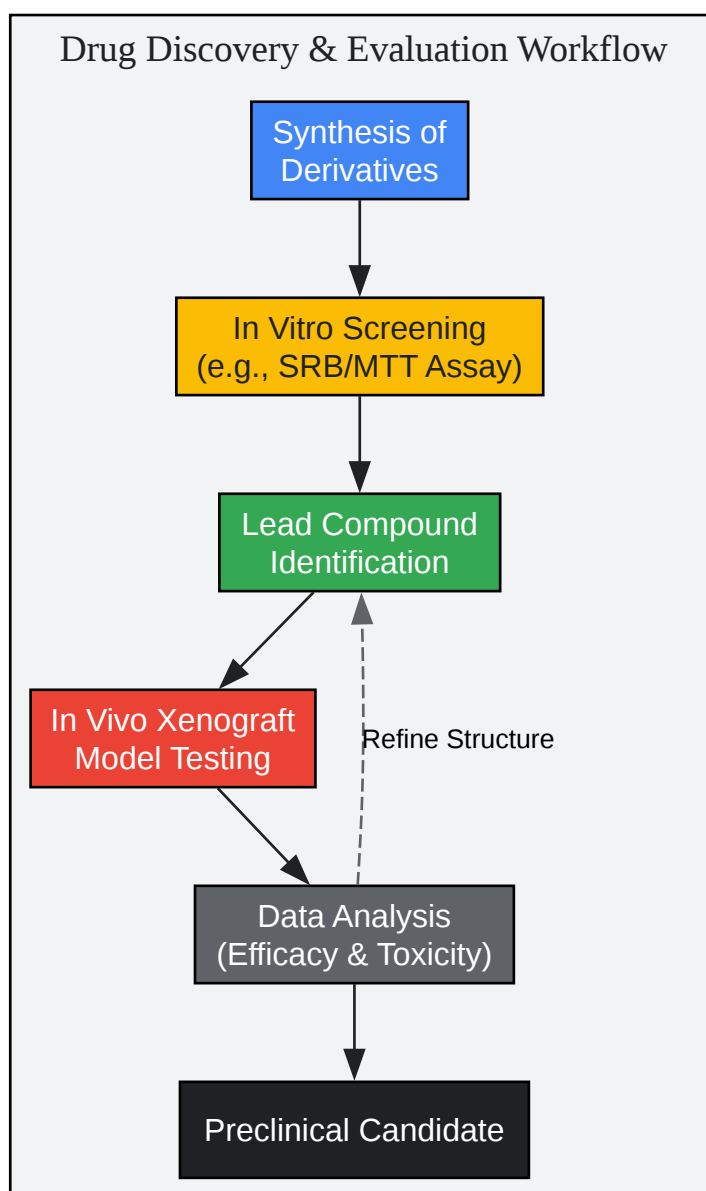 Drug Discovery & Evaluation Workflow
Synthesis of
Derivatives
In Vitro Screening
(e.g., SRB/MTT Assay)
Lead Compound
Identification
In Vivo Xenograft
Model Testing
Refine Structure
Data Analysis
(Efficacy & Toxicity)
Preclinical Candidate